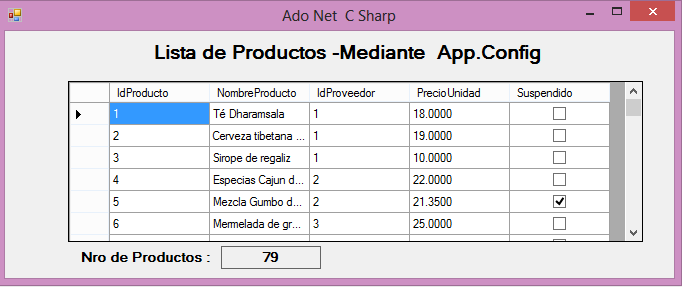 Ado Net C Sharp
Lista de Productos -Mediante App.Config
IdProducto NombreProducto IdProveedor PrecioUnidad Suspendido
1 Té Dharamsala 1 18.0000
2 Cerveza tibetana ... 1 19.0000
3 Sirope de regaliz 1 10.0000
4 Especias Cajun d... 2 22.0000
5 Mezcla Gumbo d... 2 21.3500
6 Memelada de gr... 3 25.0000
Nro de Productos : 79